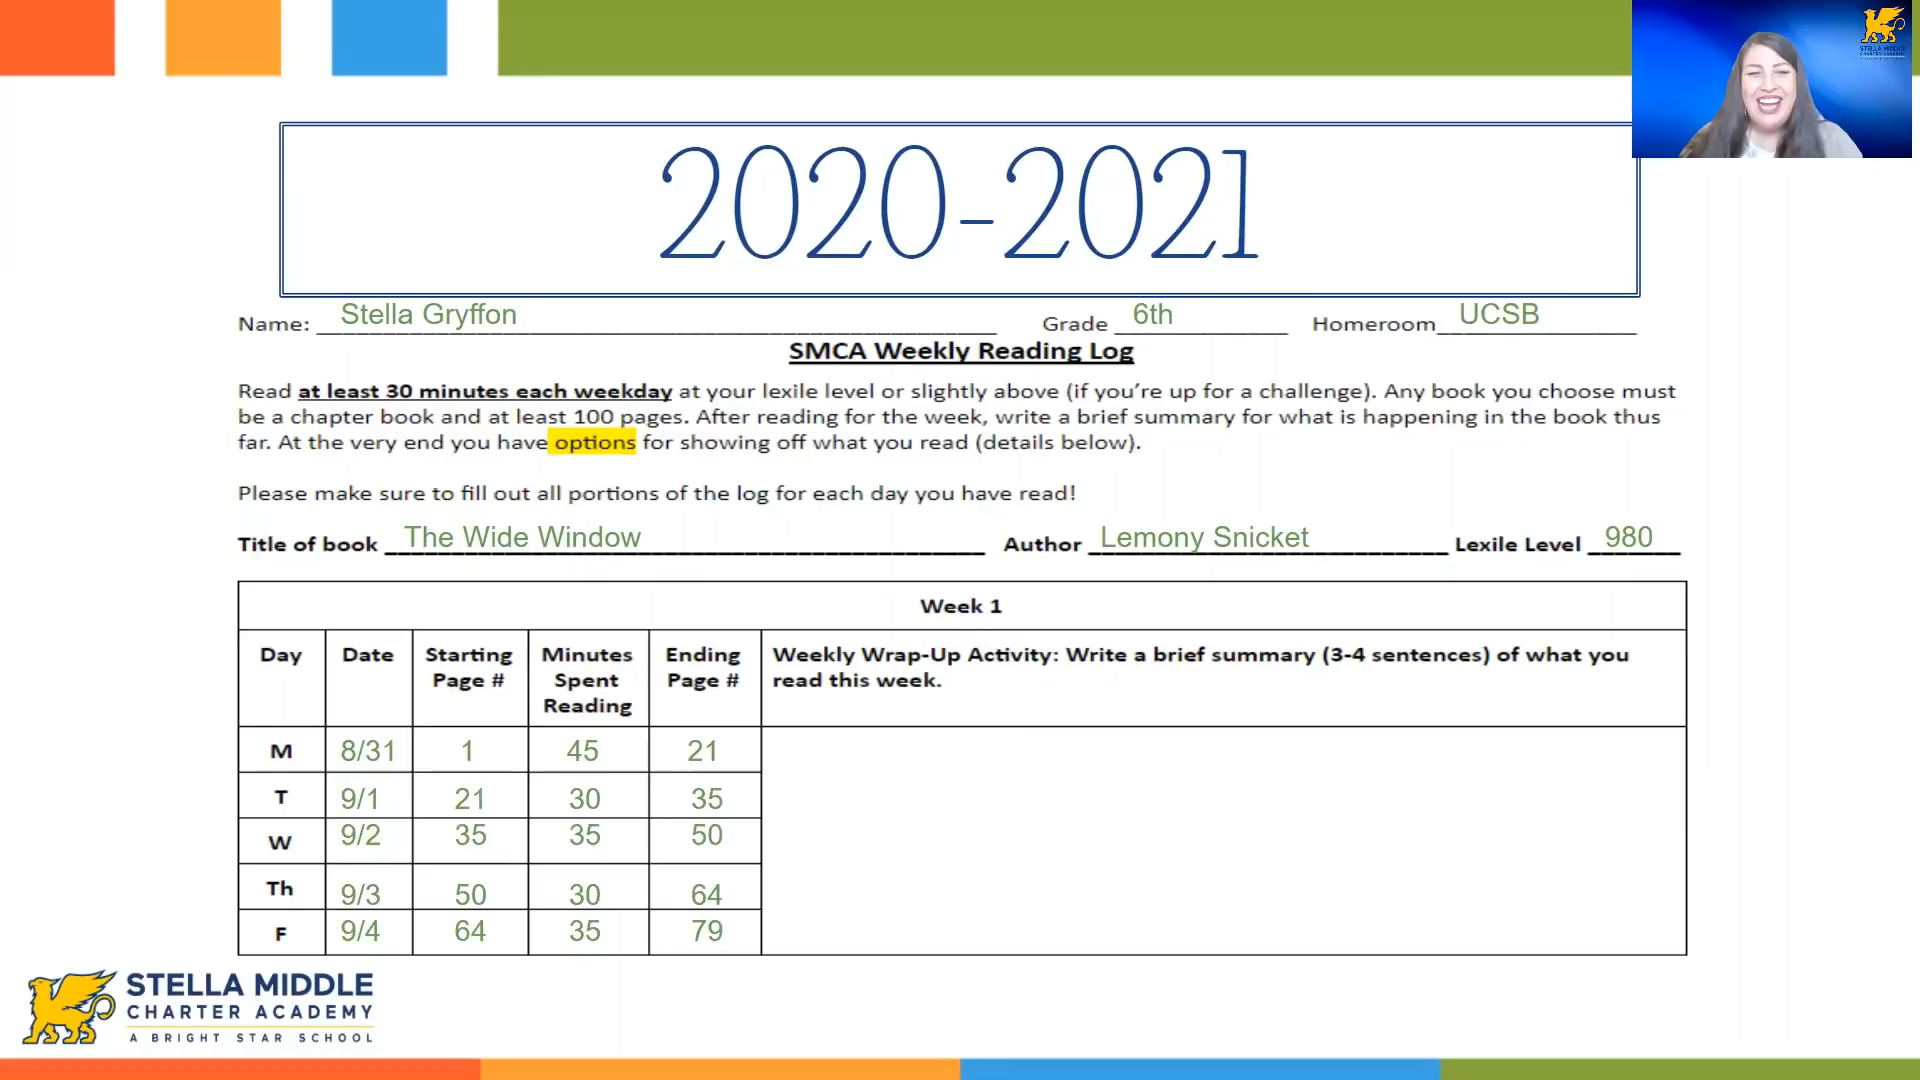 STELLA MIDDLE
CHARTER ACADEMY
2020-2021
Name: Stella Gryffon Grade 6th Homeroom UCSB
SMCA Weekly Reading Log
Read at least 30 minutes each weekday at your lexile level or slightly above (if you're up for a challenge). Any book you choose must
be a chapter book and at least 100 pages. After reading for the week, write a brief summary for what is happening in the book thus
far. At the very end you have options for showing off what you read (details below).
Please make sure to fill out all portions of the log for each day you have read!
Title of book The Wide Window Author Lemony Snicket Lexile Level 980
Week 1
Day Date Starting Page # Minutes Spent Reading Ending Page # Weekly Wrap-Up Activity: Write a brief summary (3-4 sentences) of what you read this week.
M 8/31 1 45 21
T 9/1 21 30 35
W 9/2 35 35 50
Th 9/3 50 30 64
F 9/4 64 35 79
STELLA MIDDLE
CHARTER ACADEMY
A BRIGHT STAR SCHOOL